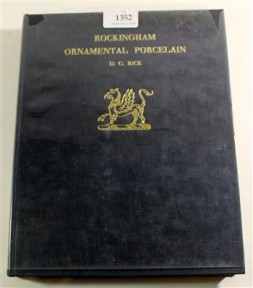 1352
ROCKINGHAM
ORNAMENTAL PORCELAIN
D. G. RICE